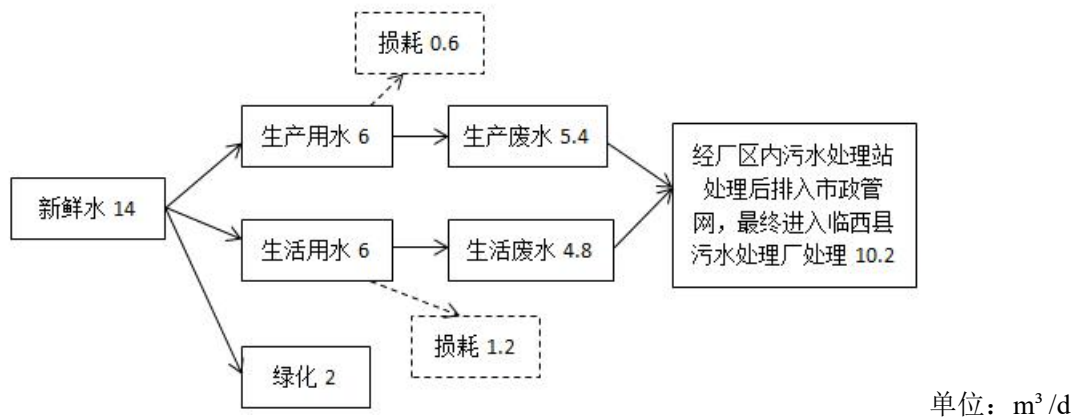 损耗 0.6
生产用水 6
生产废水 5.4
经厂区内污水处理站
处理后排入市政管
网，最终进入临西县
污水处理厂处理 10.2
新鲜水 14
生活用水 6
生活废水 4.8
损耗 1.2
绿化 2
单位：m³/d